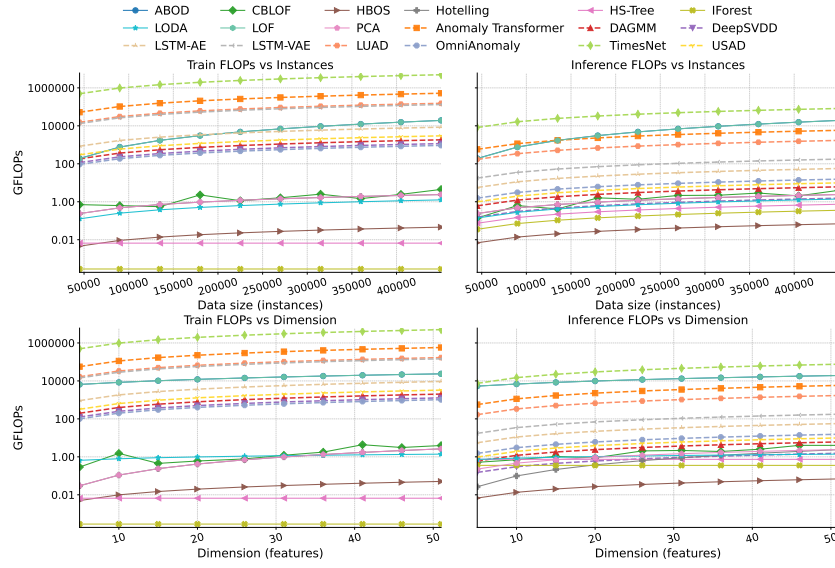 ABOD CBLOF HBOS Hotelling HS-Tree IForest
LODA LOF PCA Anomaly Transformer DAGMM DeepSVDD
LSTM-AE LSTM-VAE LUAD OmniAnomaly TimesNet USAD
Train FLOPs vs Instances Inference FLOPs vs Instances
1000000
10000
100
1.00
0.01
GFLOPs
50000 100000 150000 200000 250000 300000 350000 400000
50000 100000 150000 200000 250000 300000 350000 400000
Data size (instances) Data size (instances)
Train FLOPs vs Dimension Inference FLOPs vs Dimension
1000000
10000
100
1.00
0.01
GFLOPs
10 20 30 40 50
10 20 30 40 50
Dimension (features) Dimension (features)